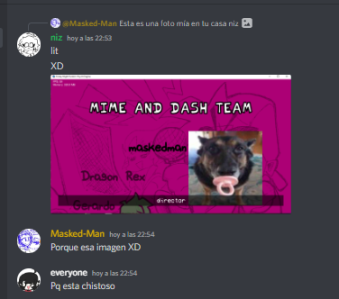 @Masked-Man Esta es una foto mía en tu casa niz
niz hoy a las 22:53
lit
XD
MIME AND DASH TEAM
maskedman
Drason Rex
Gerardo
director
Masked-Man hoy a las 22:54
Porque esa imagen XD
everyone hoy a las 22:54
Pq esta chistoso